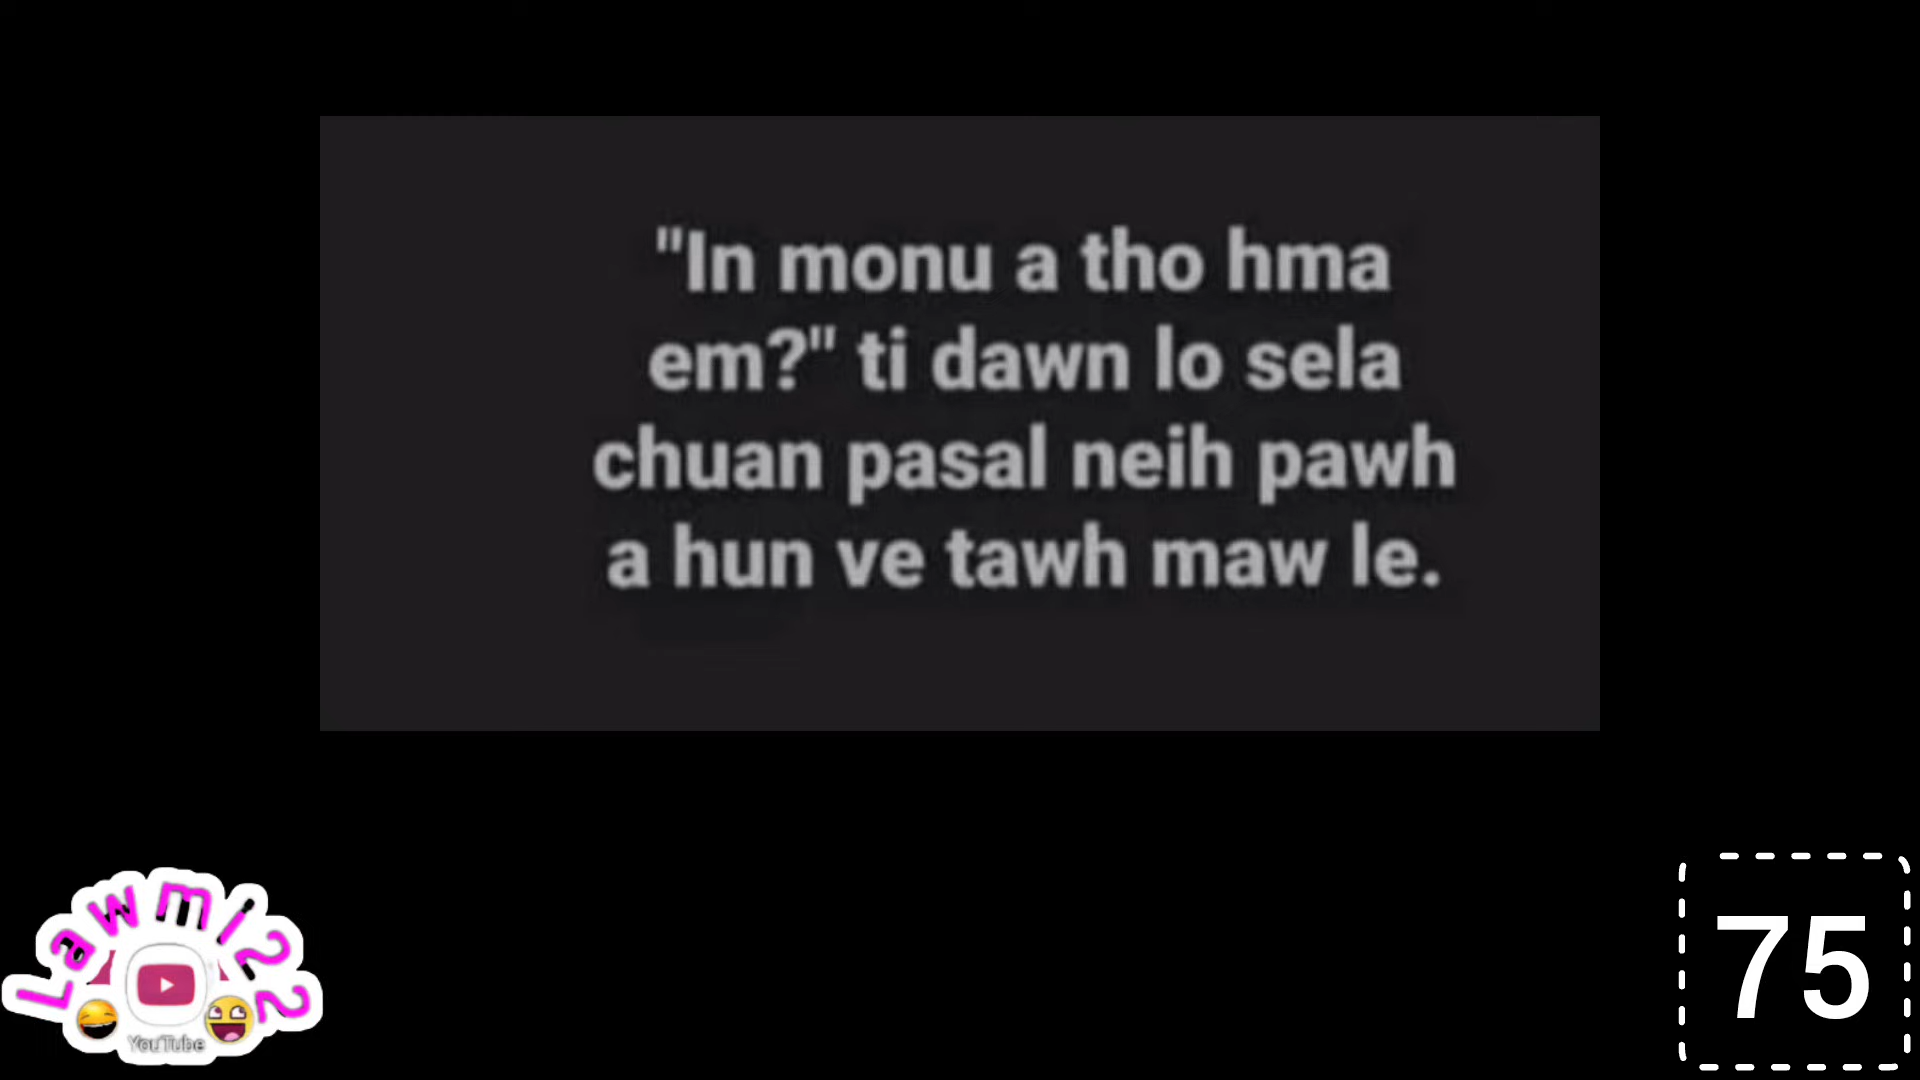 "In monu a tho hma
em?" ti dawn lo sela
chuan pasal neih pawh
a hun ve tawh maw le.
Lawmi22
YouTube
75